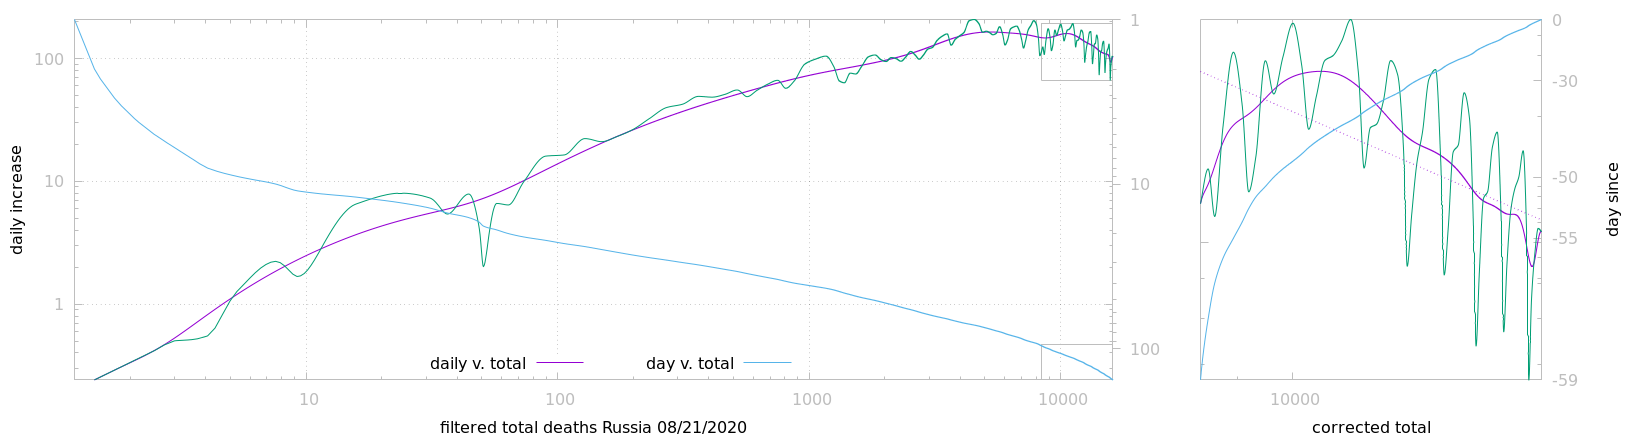 daily increase
100
10
1
1
10
100
daily v. total
day v. total
10
100
1000
10000
filtered total deaths Russia 08/21/2020
0
-30
-50
-55
-59
day since
10000
corrected total